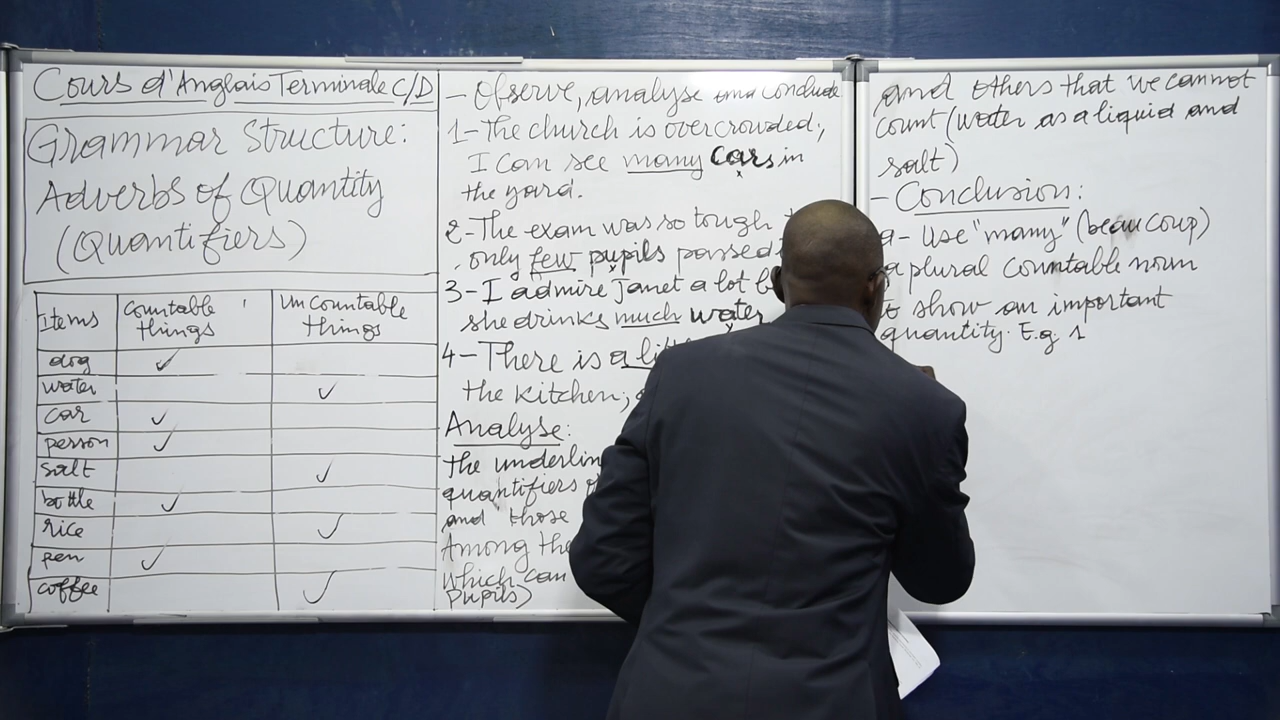 Cours d'Anglais Terminale C/D
Grammar Structure:
Adverbs of Quantity
(Quantifiers)
Items
Countable things
Uncountable things
dog ✓
water ✓
car ✓
person ✓
salt ✓
bottle ✓
rice ✓
pen ✓
coffee ✓
- Observe, analyse and conclude
1-The church is overcrowded;
I can see many cars in
the yard.
2-The exam was so tough
only few pupils passed
3-I admire Janet a lot
she drinks much water
4-There is a
the kitchen;
Analyse:
the
quantifiers
and those
Among the
which can
pupils)
and others that we cannot
count (water as a liquid and
salt)
- Conclusion:
a- Use "many" (beaucoup)
a plural countable noun
to show an important
quantity. E.g 1